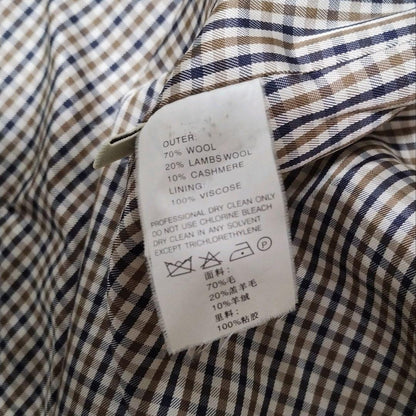 OUTER:
70% WOOL
20% LAMBSWOOL
10% CASHMERE
LINING:
100% VISCOSE
PROFESSIONAL DRY CLEAN ONLY
DO NOT USE CHLORINE BLEACH
DRY CLEAN IN ANY SOLVENT
EXCEPT TRICHLORETHYLENE
P
面料:
70%毛
20%羔羊毛
10%羊绒
里料:
100%粘胶